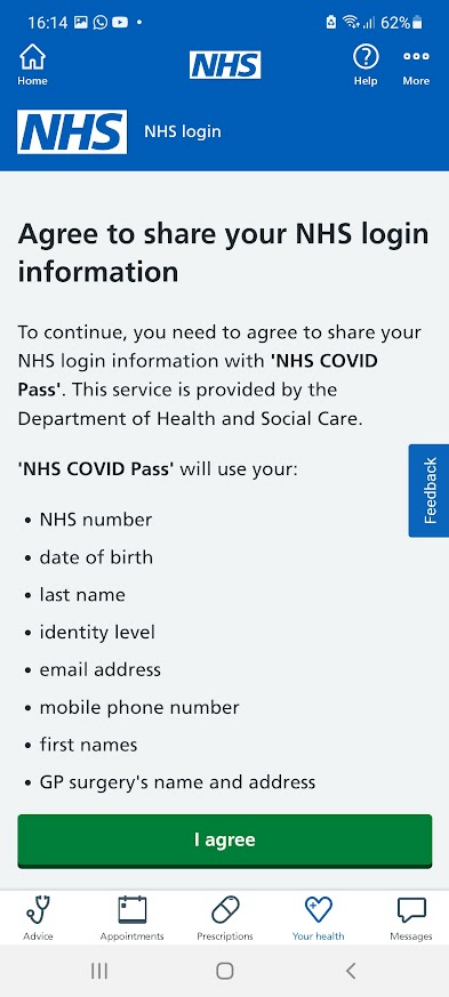 16:14 62%
Home NHS Help More
NHS NHS login
Agree to share your NHS login
information
To continue, you need to agree to share your
NHS login information with 'NHS COVID
Pass'. This service is provided by the
Department of Health and Social Care.
Feedback
'NHS COVID Pass' will use your:
• NHS number
• date of birth
• last name
• identity level
• email address
• mobile phone number
• first names
• GP surgery's name and address
I agree
Advice Appointments Prescriptions Your health Messages